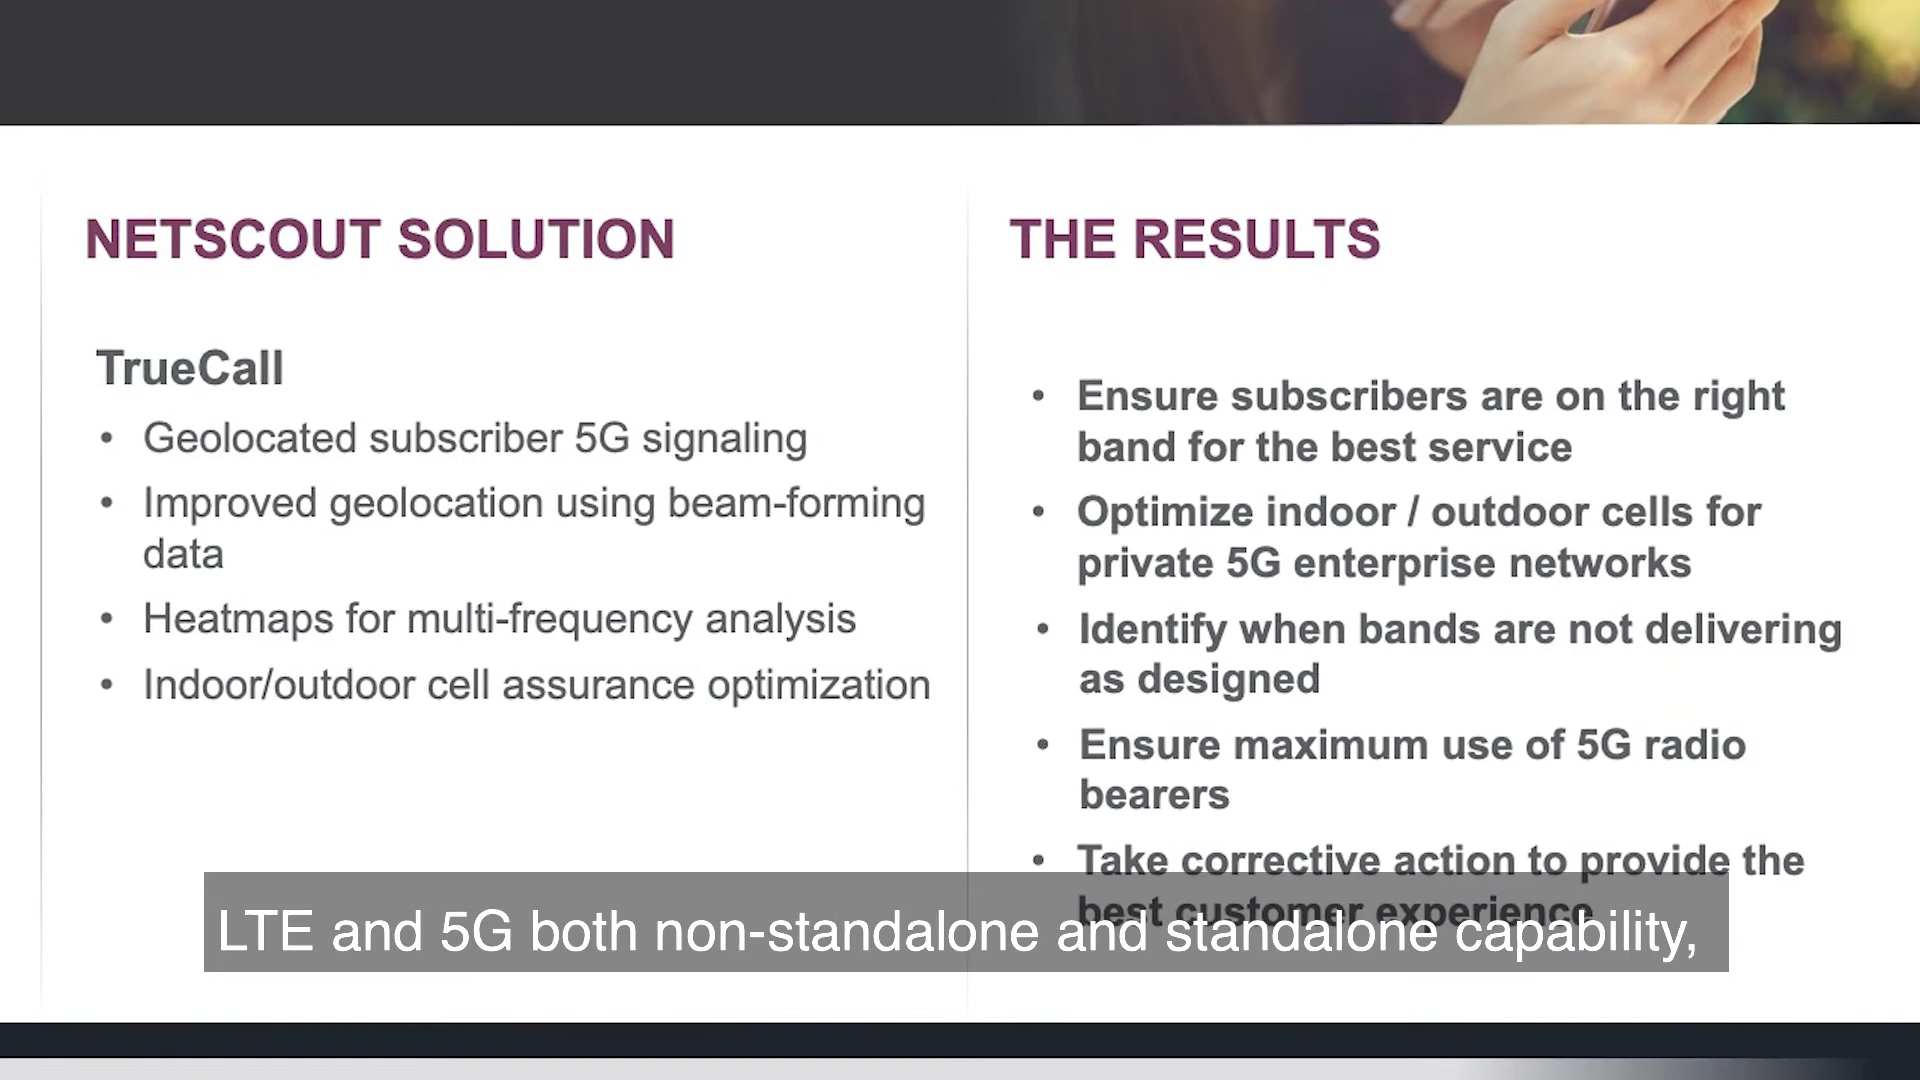 NETSCOUT SOLUTION
TrueCall
• Geolocated subscriber 5G signaling
• Improved geolocation using beam-forming
data
• Heatmaps for multi-frequency analysis
• Indoor/outdoor cell assurance optimization
THE RESULTS
• Ensure subscribers are on the right
band for the best service
• Optimize indoor / outdoor cells for
private 5G enterprise networks
• Identify when bands are not delivering
as designed
• Ensure maximum use of 5G radio
bearers
• Take corrective action to provide the
best customer experience
LTE and 5G both non-standalone and standalone capability,